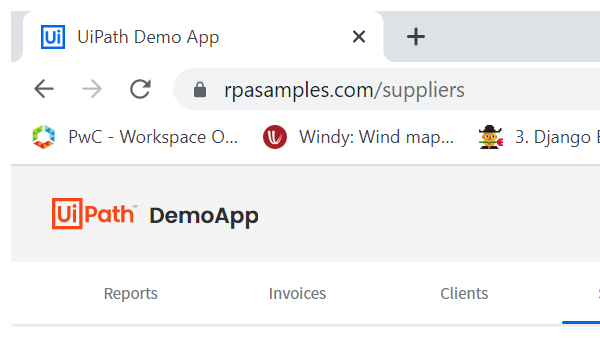 Ui UiPath Demo App
rpasamples.com/suppliers
PwC - Workspace O... Windy: Wind map... 3. Django
UiPath™ DemoApp
Reports Invoices Clients